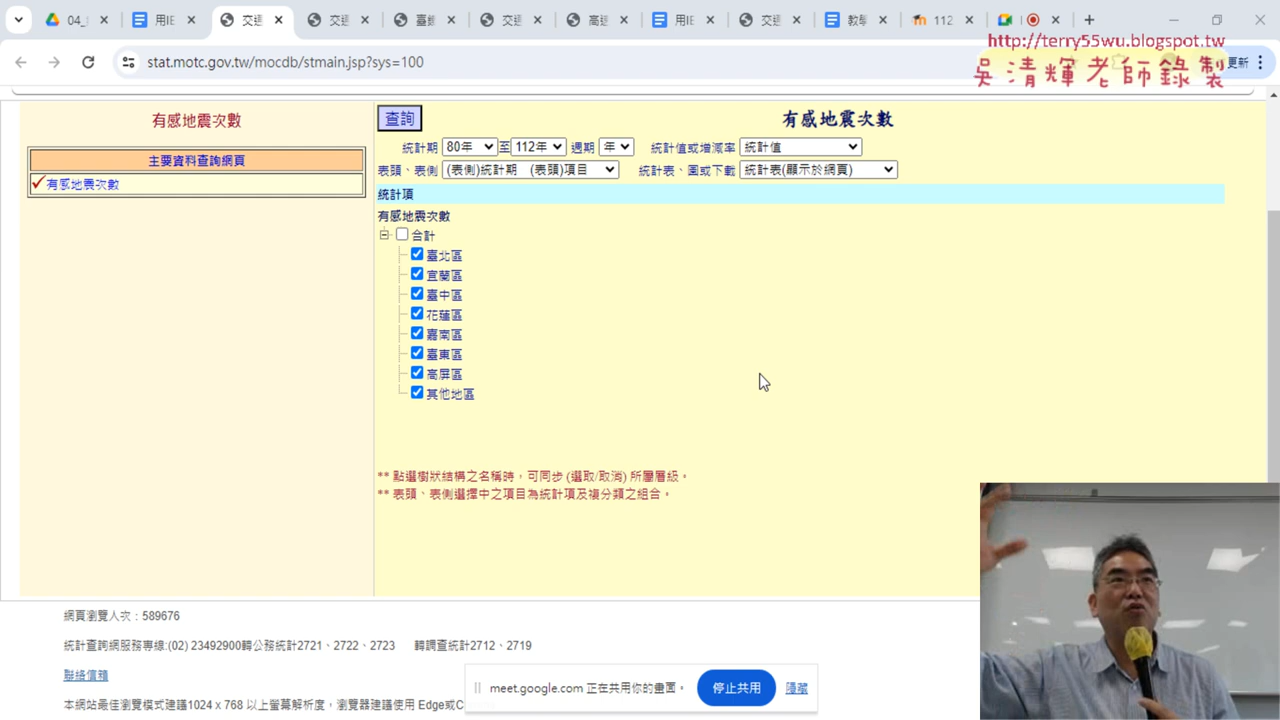 04_
用IE
交通
交通
臺鐵
交通
高速
用IE
交通
教學
112
http://terry55wu.blogspot.tw
stat.motc.gov.tw/mocdb/stmain.jsp?sys=100
更新
吳清輝老師錄製
有感地震次數
主要資料查詢網頁
有感地震次數
查詢
有感地震次數
統計期 80年 至 112年 週期 年 統計值或增減率 統計值
表頭、表側 (表側)統計期 (表頭)項目 統計表、圖或下載 統計表(顯示於網頁)
統計項
有感地震次數
合計
臺北區
宜蘭區
臺中區
花蓮區
嘉南區
臺東區
高屏區
其他地區
** 點選樹狀結構之名稱時，可同步 (選取/取消) 所屬層級。
** 表頭、表側選擇中之項目為統計項及複分類之組合。
網頁瀏覽人次：589676
統計查詢網服務專線:(02) 23492900轉公務統計2721、2722、2723 轉調查統計2712、2719
聯絡信箱
本網站最佳瀏覽模式建議1024 x 768 以上螢幕解析度，瀏覽器建議使用 Edge或C
meet.google.com 正在共用你的畫面。
停止共用
隱藏